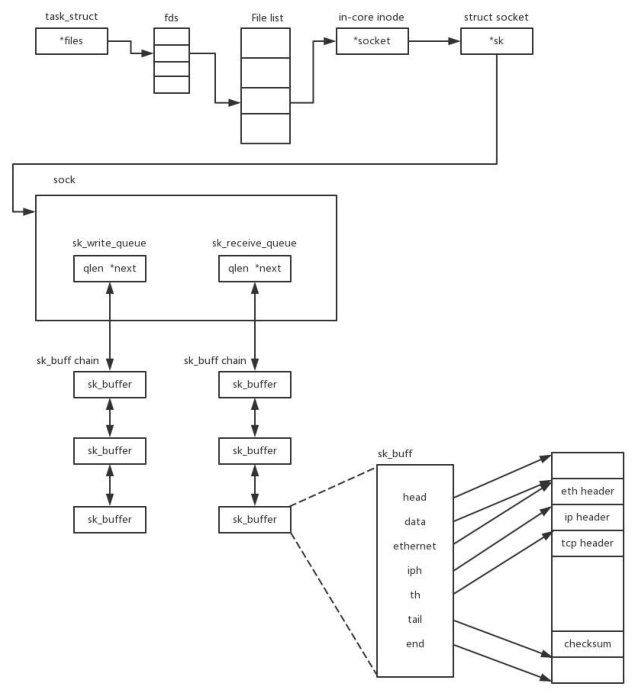 task_struct
fds
File list
in-core inode
struct socket
*files
*socket
*sk
sock
sk_write_queue
sk_receive_queue
qlen *next
qlen *next
sk_buff chain
sk_buff chain
sk_buffer
sk_buffer
sk_buffer
sk_buffer
sk_buffer
sk_buffer
sk_buff
head
data
ethernet
iph
th
tail
end
eth header
ip header
tcp header
checksum